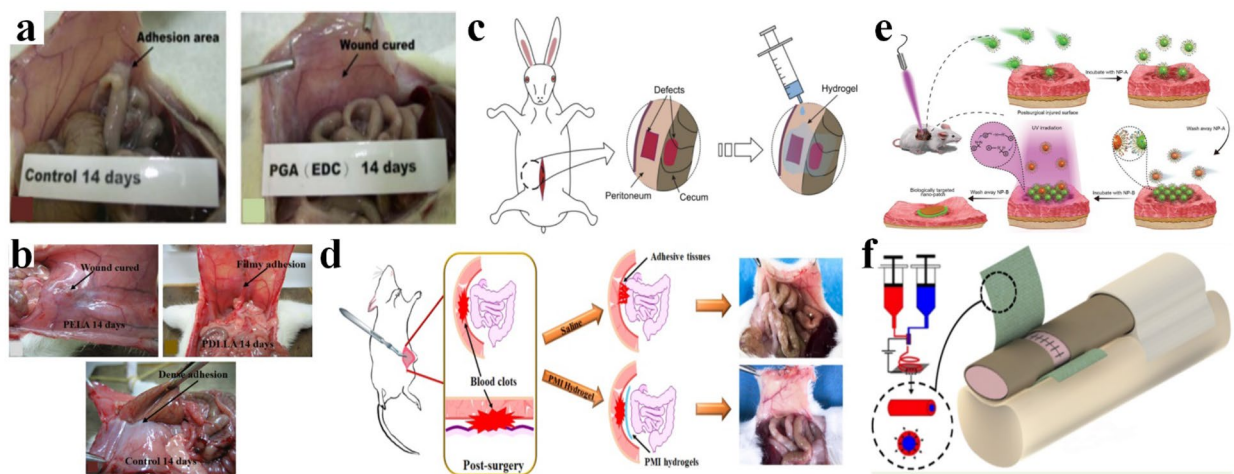 a
Adhesion area
Control 14 days
Wound cured
PGA (EDC) 14 days
b
Wound cured
PELA 14 days
Filmy adhesion
PDLLA 14 days
Dense adhesion
Control 14 days
c
Defects
Peritoneum
Cecum
Hydrogel
d
Blood clots
Post-surgery
Saline
PMI Hydrogel
Adhesive tissues
PMI hydrogels
e
Postsurgical injured surface
Incubate with NP-A
Wash away NP-A
Incubate with NP-B
UV irradiation
Wash away NP-B
Biologically targeted
nano-patch
f